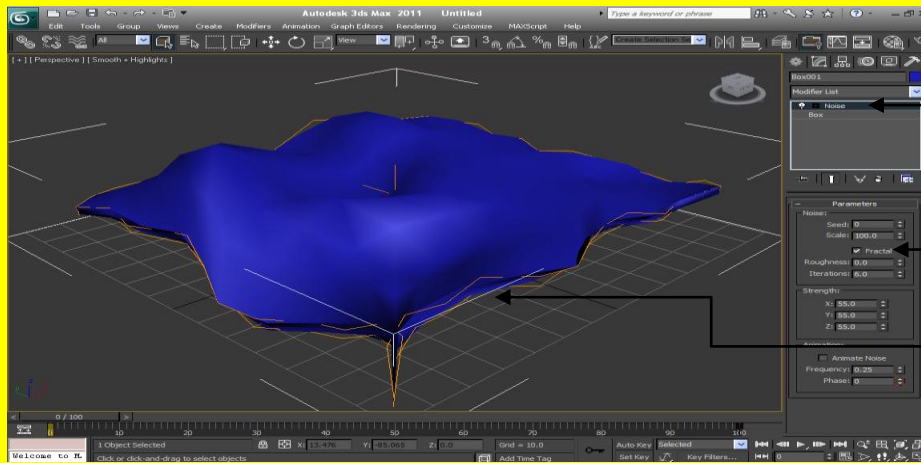 Autodesk 3ds Max 2011 Untitled
Type a keyword or phrase
Edit Tools Group Views Create Modifiers Animation Graph Editors Rendering Customize MAXScript Help
All View Create Selection Se
[ + ] [ Perspective ] [ Smooth + Highlights ]
Box001
Modifier List
Noise
Box
Parameters
Noise:
Seed: 0
Scale: 100.0
Fractal
Roughness: 0.0
Iterations: 6.0
Strength:
X: 55.0
Y: 55.0
Z: 55.0
Animation:
Animate Noise
Frequency: 0.25
Phase: 0
0 / 100
10 20 30 40 50 60 70 80 90 100
1 Object Selected X: 13.476 Y: -85.065 Z: 0.0 Grid = 10.0 Auto Key Selected
Welcome to M Click or click-and-drag to select objects Add Time Tag Set Key Key Filters... 0